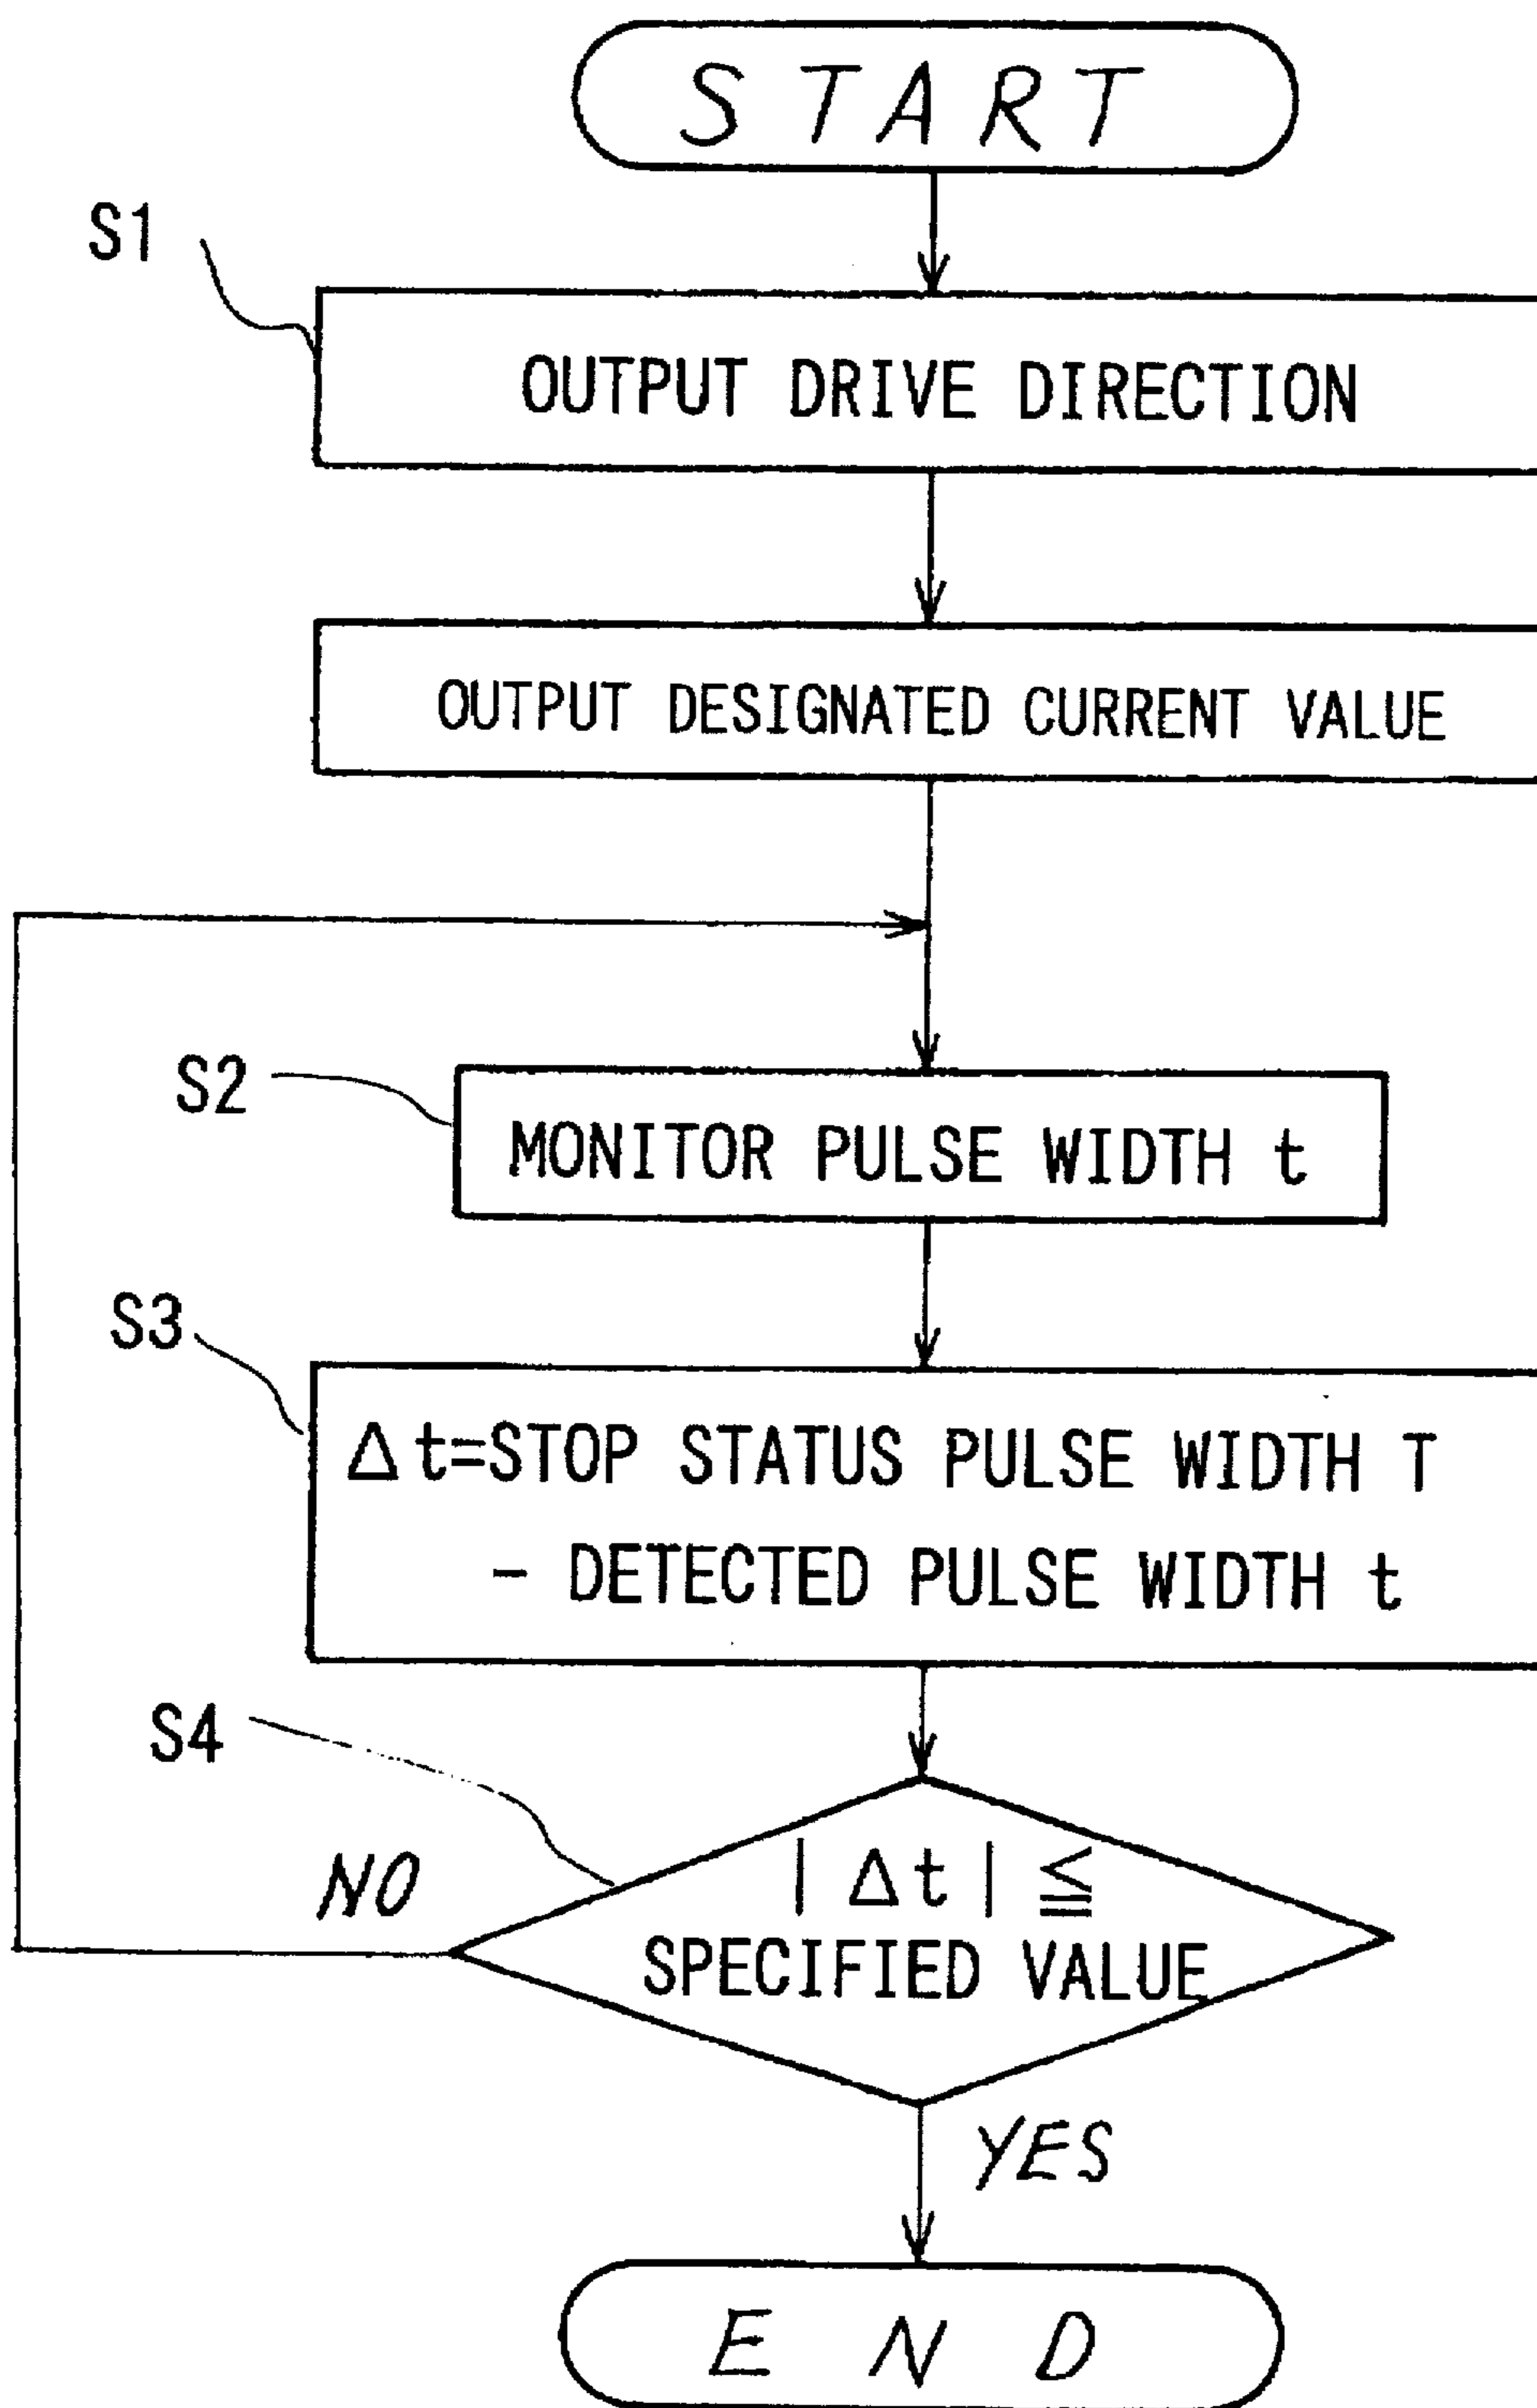 START
S1
OUTPUT DRIVE DIRECTION
OUTPUT DESIGNATED CURRENT VALUE
S2
MONITOR PULSE WIDTH t
S3
Δt=STOP STATUS PULSE WIDTH T
- DETECTED PULSE WIDTH t
S4
NO
|Δt|≦
SPECIFIED VALUE
YES
END